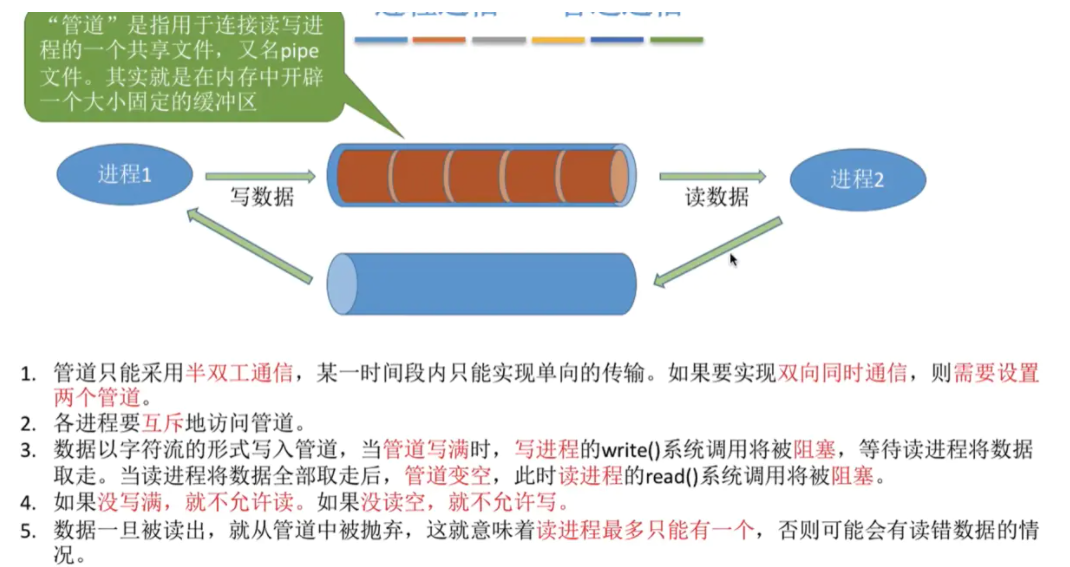 “管道”是指用于连接读写进
程的一个共享文件，又名pipe
文件。其实就是在内存中开辟
一个大小固定的缓冲区
进程1
写数据
读数据
进程2
1. 管道只能采用半双工通信，某一时间段内只能实现单向的传输。如果要实现双向同时通信，则需要设置
两个管道。
2. 各进程要互斥地访问管道。
3. 数据以字符流的形式写入管道，当管道写满时，写进程的write()系统调用将被阻塞，等待读进程将数据
取走。当读进程将数据全部取走后，管道变空，此时读进程的read()系统调用将被阻塞。
4. 如果没写满，就不允许读。如果没读空，就不允许写。
5. 数据一旦被读出，就从管道中被抛弃，这就意味着读进程最多只能有一个，否则可能会有读错数据的情
况。